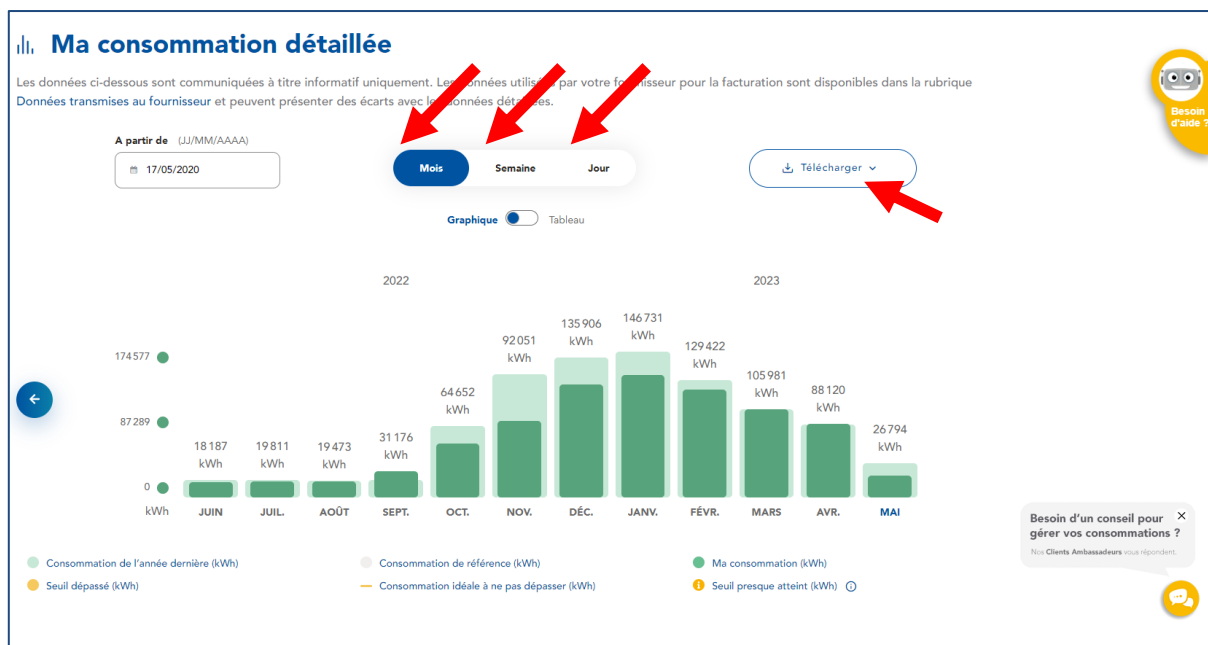 Ma consommation détaillée
Les données ci-dessous sont communiquées à titre informatif uniquement. Les données utilisées par votre fournisseur pour la facturation sont disponibles dans la rubrique
Données transmises au fournisseur et peuvent présenter des écarts avec les données détaillées.
Besoin
d'aide ?
A partir de (JJ/MM/AAAA)
17/05/2020
Mois Semaine Jour
Télécharger
Graphique Tableau
2022 2023
174 577
87 289
0
kWh
18 187
kWh
19 811
kWh
19 473
kWh
31 176
kWh
64 652
kWh
92 051
kWh
135 906
kWh
146 731
kWh
129 422
kWh
105 981
kWh
88 120
kWh
26 794
kWh
JUIN JUIL. AOÛT SEPT. OCT. NOV. DÉC. JANV. FÉVR. MARS AVR. MAI
Consommation de l'année dernière (kWh) Consommation de référence (kWh) Ma consommation (kWh)
Seuil dépassé (kWh) Consommation idéale à ne pas dépasser (kWh) Seuil presque atteint (kWh)
Besoin d'un conseil pour
gérer vos consommations ?
Nos Clients Ambassadeurs vous répondent.